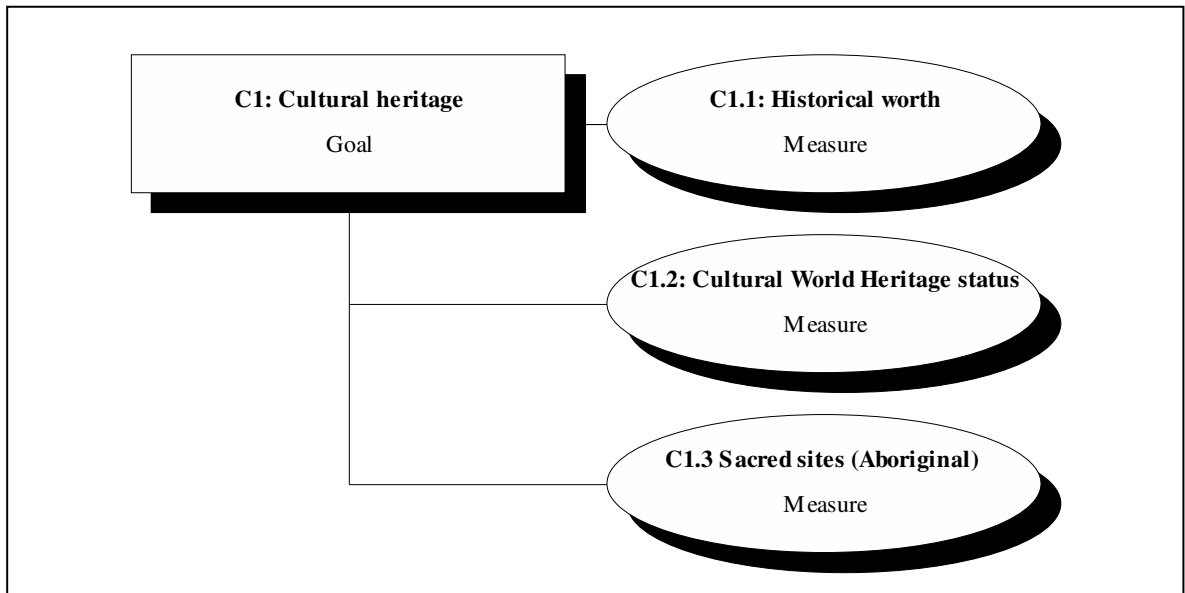 C1: Cultural heritage
Goal
C1.1: Historical worth
Measure
C1.2: Cultural World Heritage status
Measure
C1.3 Sacred sites (Aboriginal)
Measure